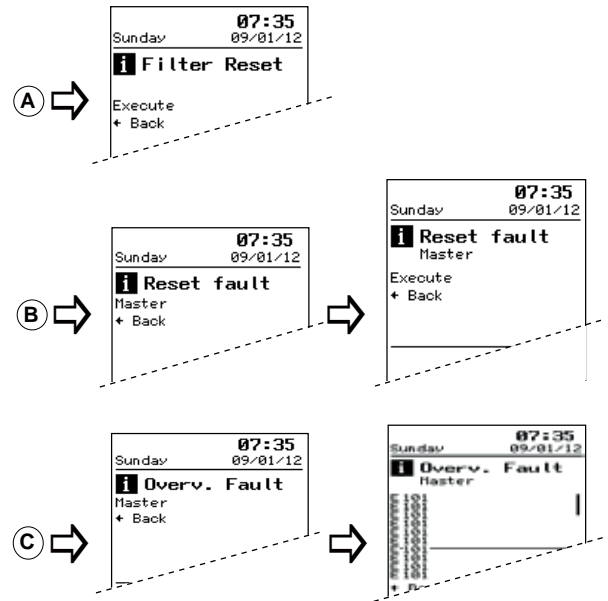 07:35
Sunday 09/01/12
i Filter Reset
A
Execute
← Back
07:35
Sunday 09/01/12
i Reset fault
Master
← Back
B
07:35
Sunday 09/01/12
i Reset fault
Master
Execute
← Back
07:35
Sunday 09/01/12
i Overv. Fault
Master
← Back
C
07:35
Sunday 09/01/12
i Overv. Fault
Master